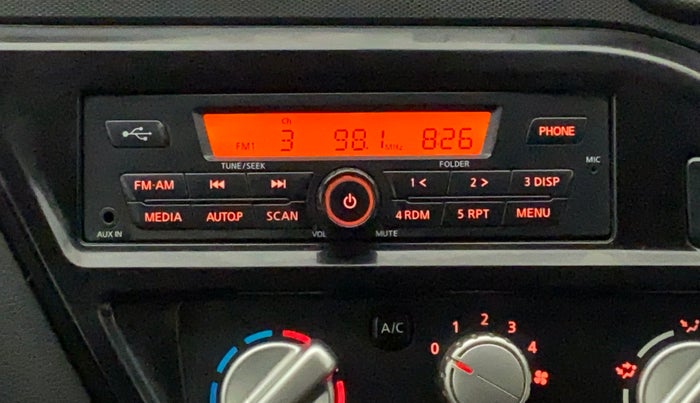 Ch
FM1 3 98.1 MHz 826
PHONE
TUNE/SEEK FOLDER
MIC
FM·AM 1 < 2 > 3 DISP
MEDIA AUTO.P SCAN 4 RDM 5 RPT MENU
AUX IN VOL MUTE
A/C
0 1 2 3 4